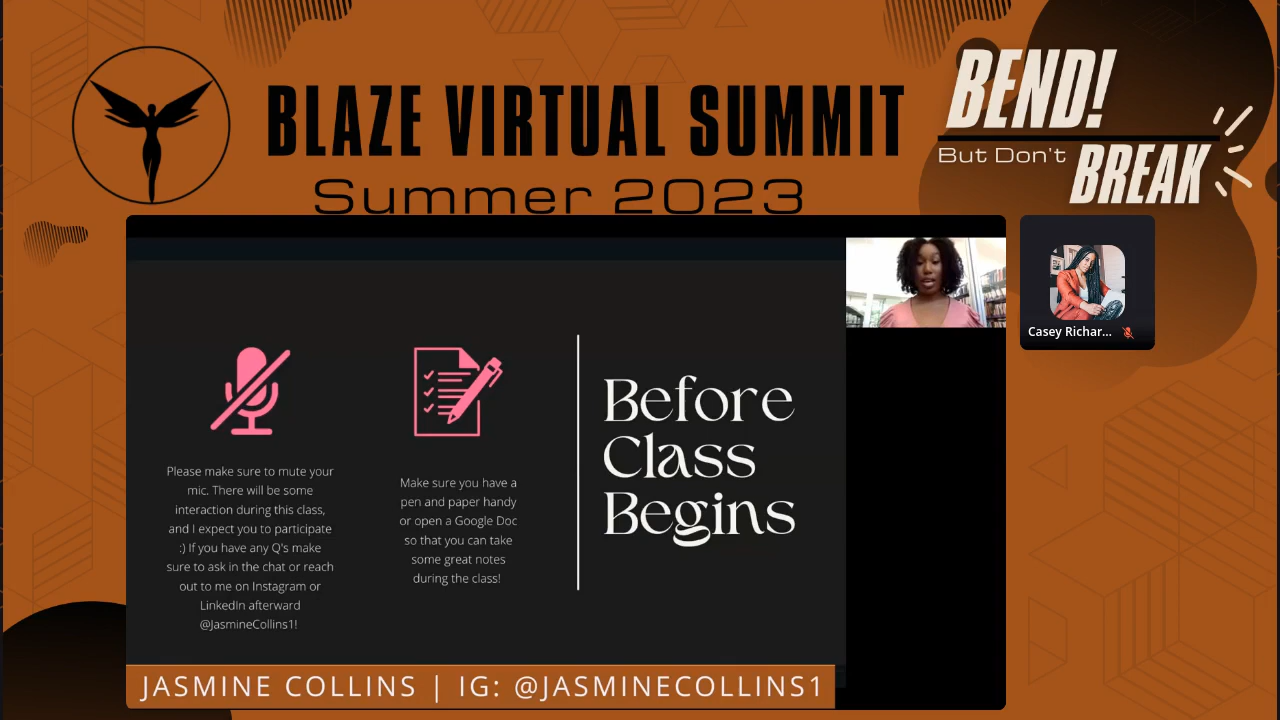 BLAZE VIRTUAL SUMMIT
Summer 2023
BEND!
But Don't
BREAK
Please make sure to mute your
mic. There will be some
interaction during this class,
and I expect you to participate
:) If you have any Q's make
sure to ask in the chat or reach
out to me on Instagram or
LinkedIn afterward
@JasmineCollins1!
Make sure you have a
pen and paper handy
or open a Google Doc
so that you can take
some great notes
during the class!
Before
Class
Begins
Casey Richar...
JASMINE COLLINS | IG: @JASMINECOLLINS1